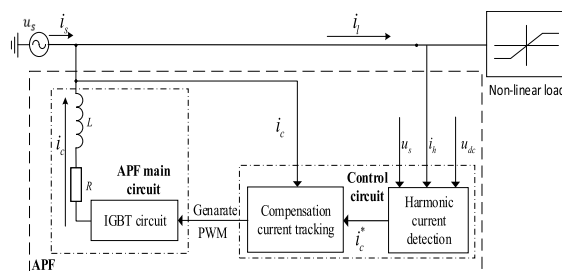 u_s
i_s
i_l
Non-linear load
i_c
L
R
APF main
circuit
IGBT circuit
Genarate
PWM
i_c
u_s
i_h
u_dc
Control
circuit
Compensation
current tracking
i_c^*
Harmonic
current
detection
APF